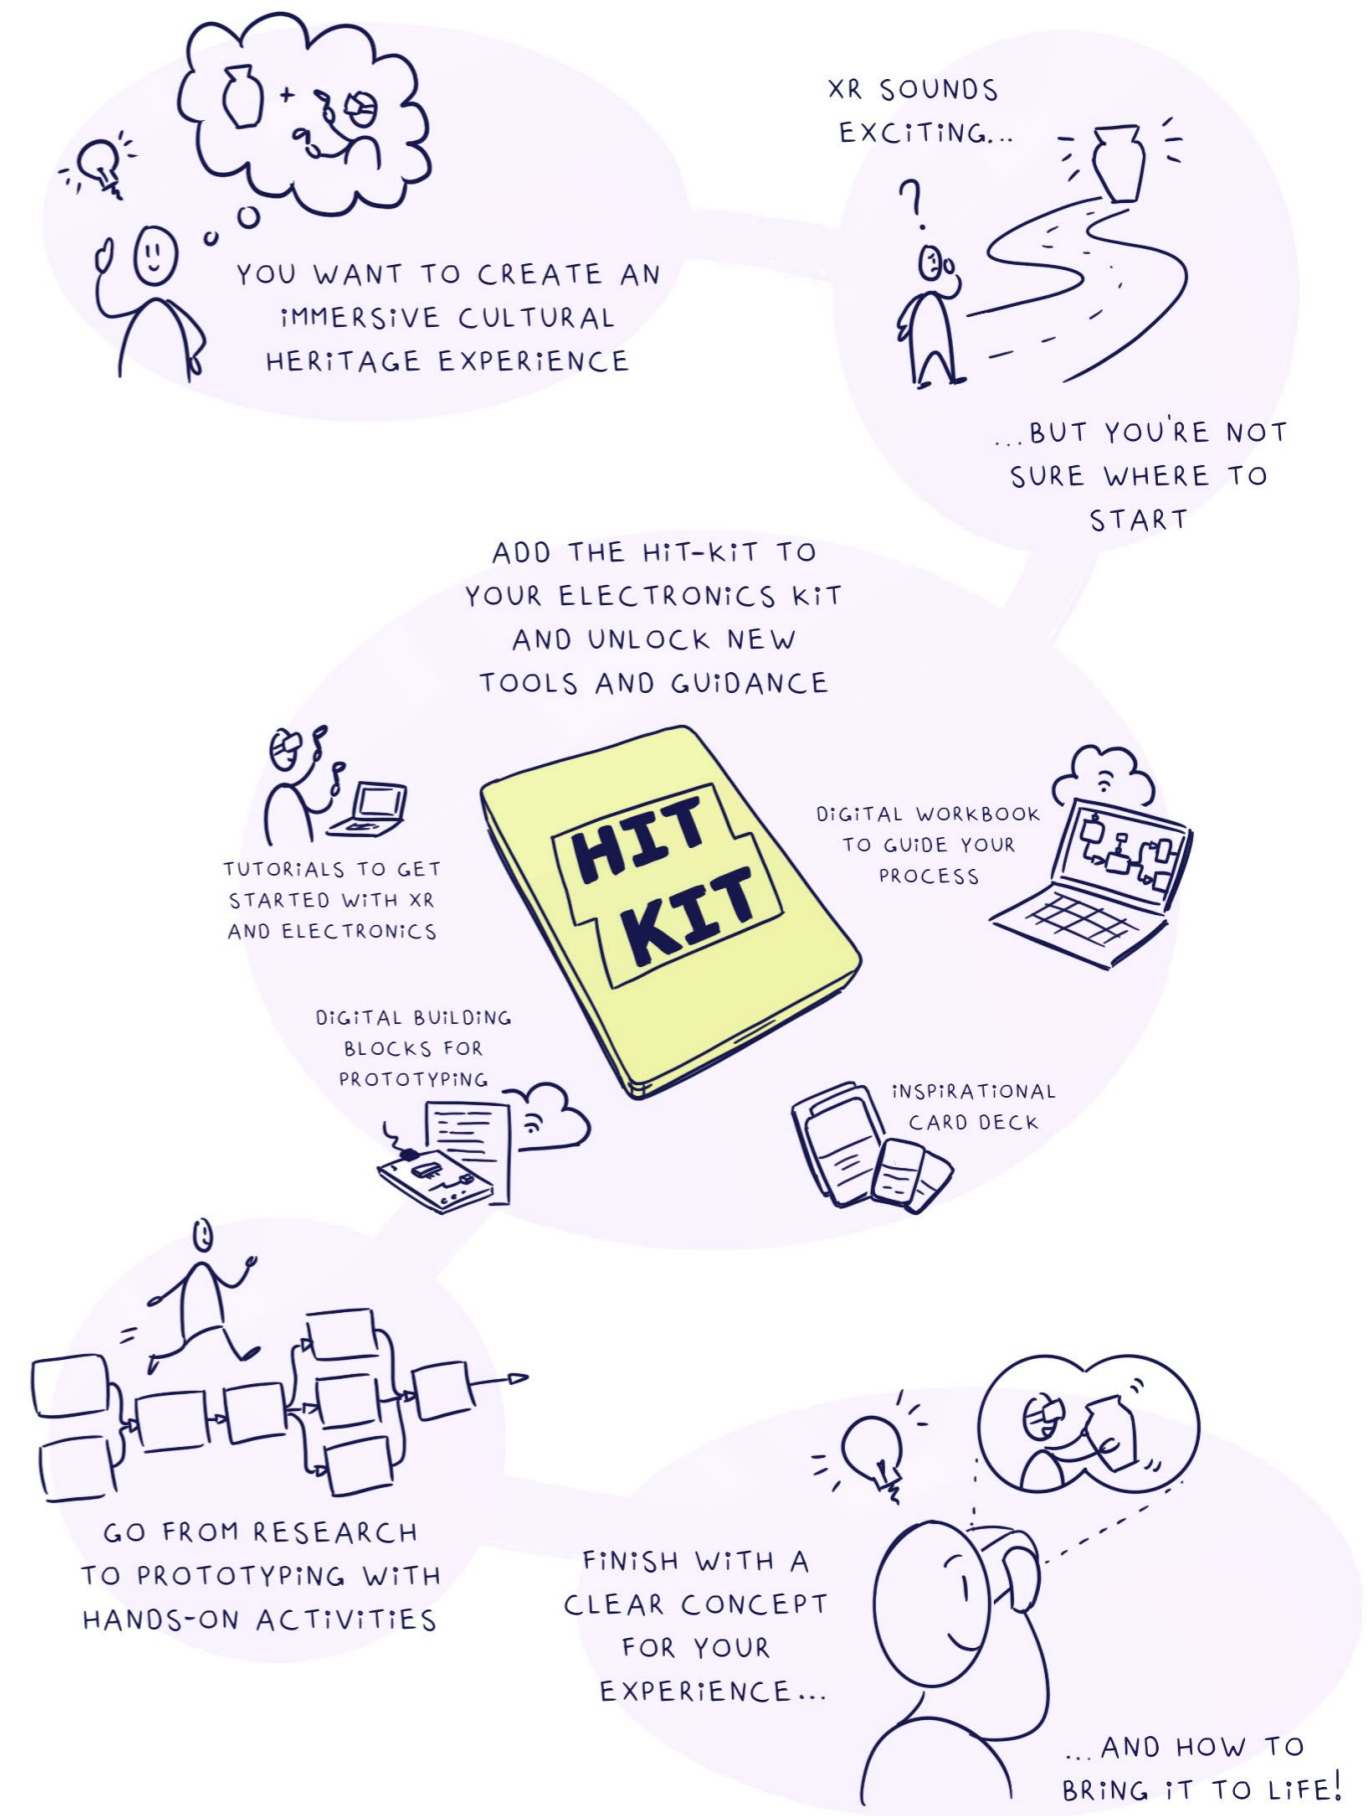 YOU WANT TO CREATE AN
IMMERSIVE CULTURAL
HERITAGE EXPERIENCE
XR SOUNDS
EXCITING...
?
...BUT YOU'RE NOT
SURE WHERE TO
START
ADD THE HIT-KIT TO
YOUR ELECTRONICS KIT
AND UNLOCK NEW
TOOLS AND GUIDANCE
TUTORIALS TO GET
STARTED WITH XR
AND ELECTRONICS
HIT
KIT
DIGITAL WORKBOOK
TO GUIDE YOUR
PROCESS
DIGITAL BUILDING
BLOCKS FOR
PROTOTYPING
INSPIRATIONAL
CARD DECK
GO FROM RESEARCH
TO PROTOTYPING WITH
HANDS-ON ACTIVITIES
FINISH WITH A
CLEAR CONCEPT
FOR YOUR
EXPERIENCE...
...AND HOW TO
BRING IT TO LIFE!